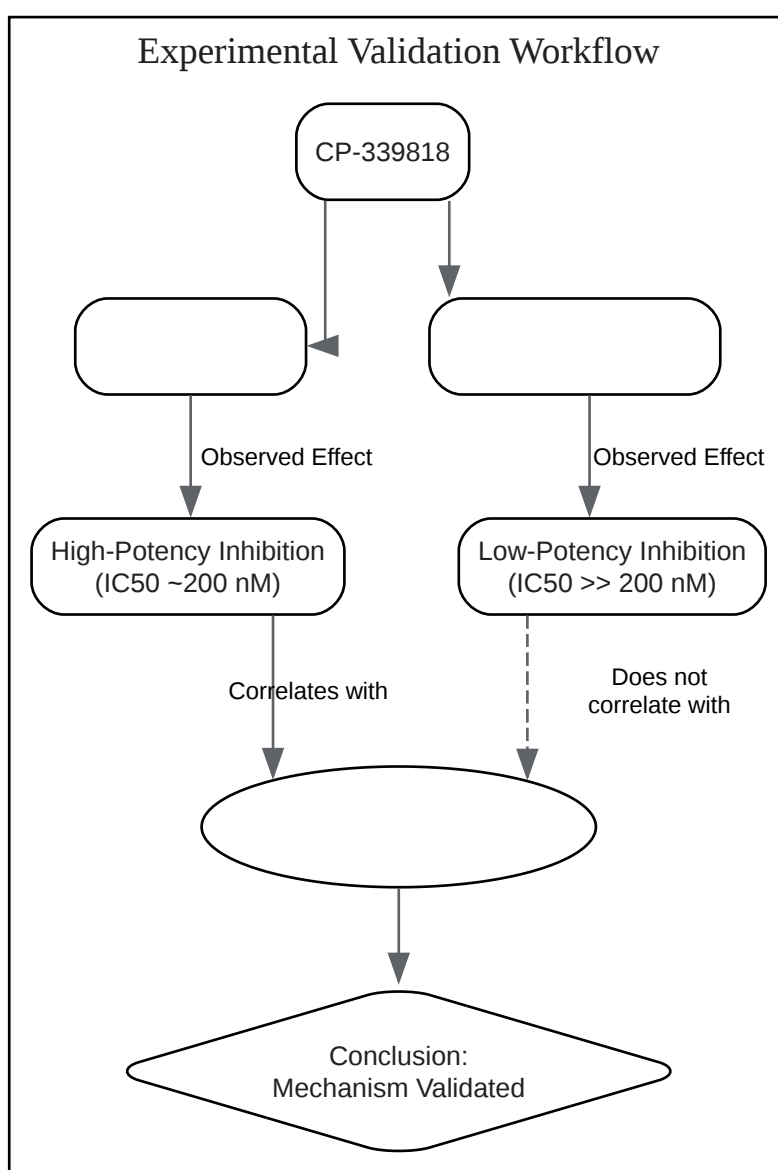 Experimental Validation Workflow
CP-339818
Observed Effect
Observed Effect
High-Potency Inhibition
(IC50 ~200 nM)
Low-Potency Inhibition
(IC50 >> 200 nM)
Correlates with
Does not
correlate with
Conclusion:
Mechanism Validated